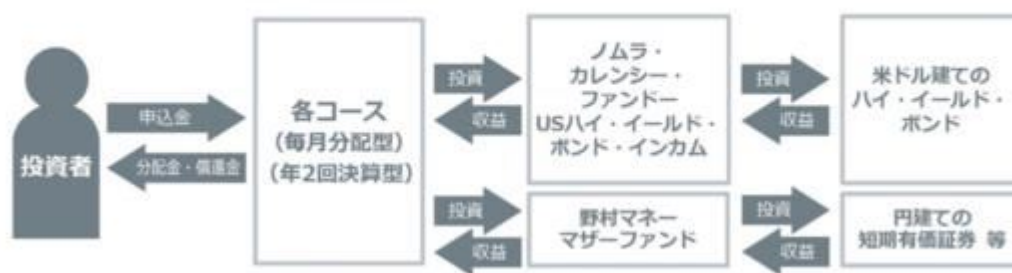 投資者
申込金
分配金・償還金
各コース
（毎月分配型）
（年2回決算型）
投資
収益
ノムラ・
カレンシー・
ファンドー
USハイ・イールド・
ボンド・インカム
投資
収益
米ドル建ての
ハイ・イールド・
ボンド
投資
収益
野村マネー
マザーファンド
投資
収益
円建ての
短期有価証券 等